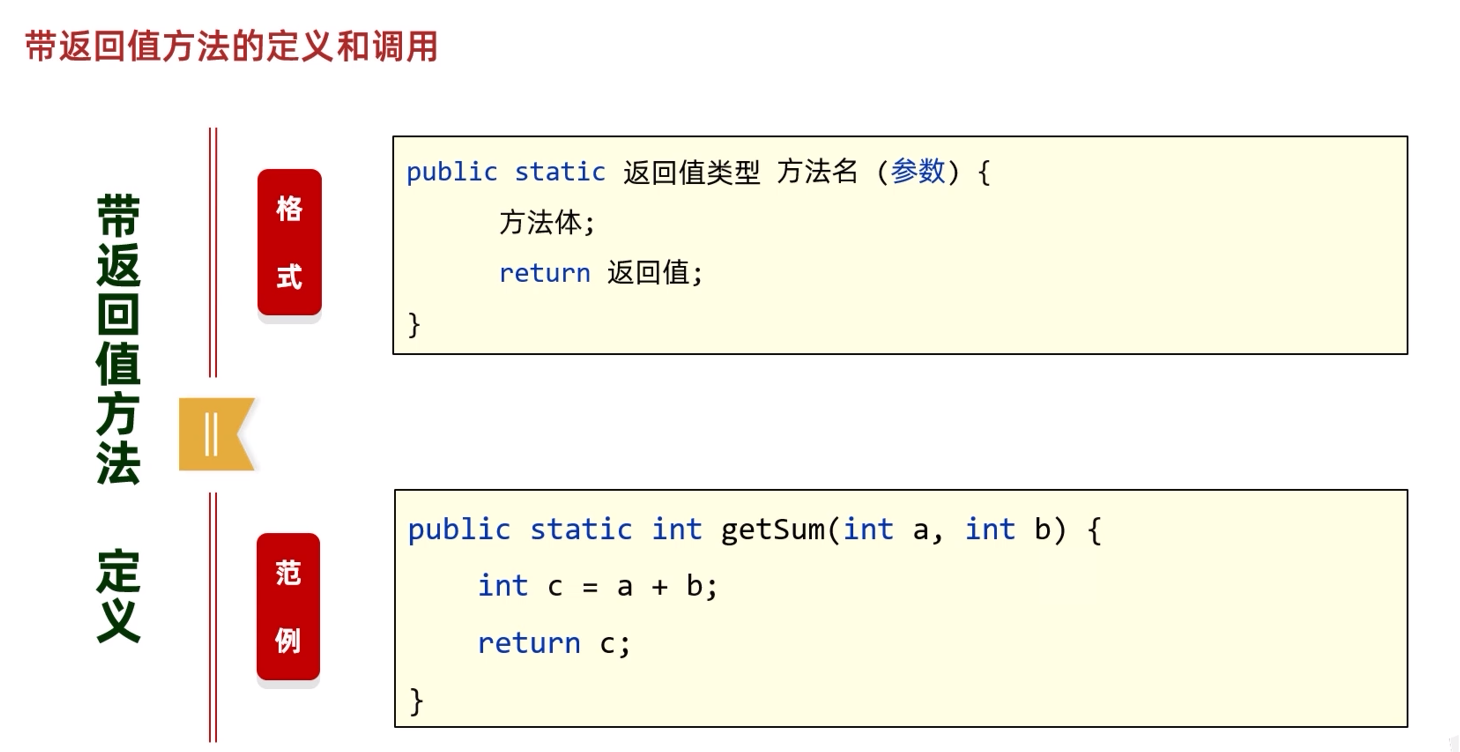 带返回值方法的定义和调用
带返回值方法 定义
格式
public static 返回值类型 方法名 (参数) {
方法体;
return 返回值;
}
范例
public static int getSum(int a, int b) {
int c = a + b;
return c;
}